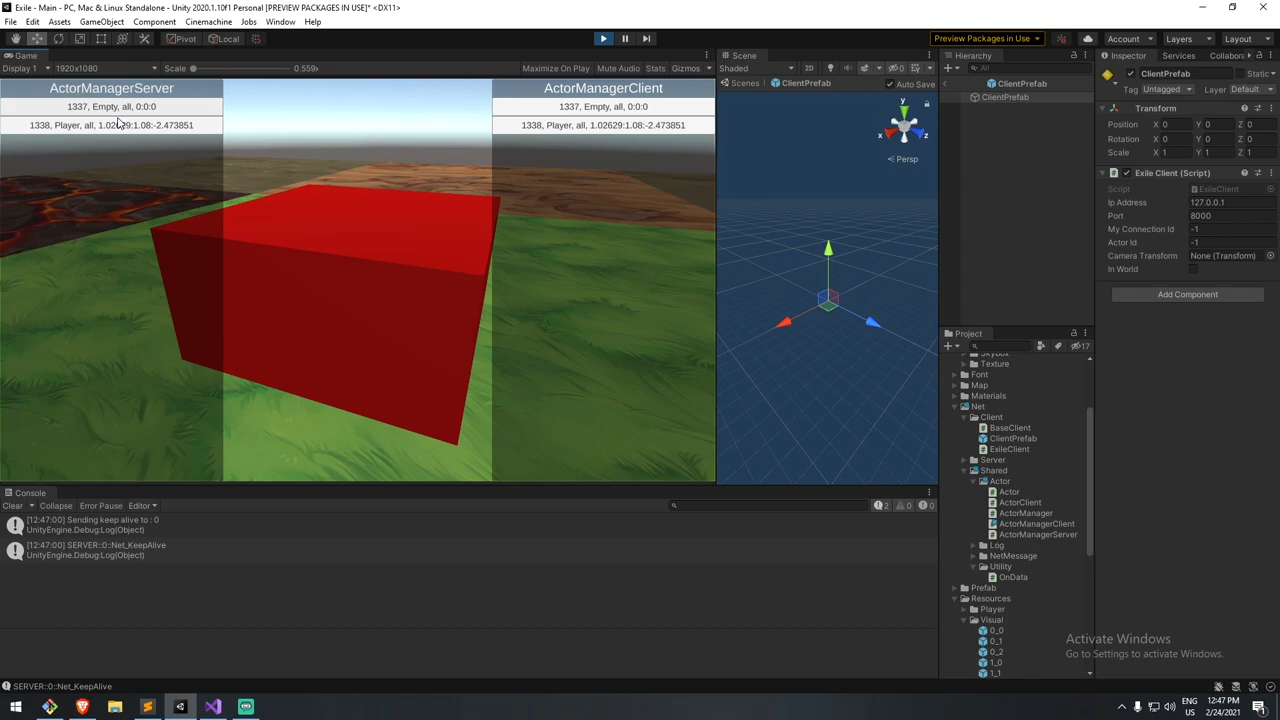 Exile - Main - PC, Mac & Linux Standalone - Unity 2020.1.10f1 Personal [PREVIEW PACKAGES IN USE]* <DX11>
File Edit Assets GameObject Component Cinemachine Jobs Window Help
Pivot Local Preview Packages in Use Account Layers Layout
Game
Display 1 1920x1080 Scale 0.559x Maximize On Play Mute Audio Stats Gizmos
ActorManagerServer
1337, Empty, all, 0:0:0
1338, Player, all, 1.02629:1.08:-2.473851
ActorManagerClient
1337, Empty, all, 0:0:0
1338, Player, all, 1.02629:1.08:-2.473851
Scene
Shaded 2D 0
Scenes ClientPrefab Auto Save
y
x z
Persp
Hierarchy
All
ClientPrefab
ClientPrefab
Inspector Services Collabora
ClientPrefab Static
Tag Untagged Layer Default
Transform
Position X 0 Y 0 Z 0
Rotation X 0 Y 0 Z 0
Scale X 1 Y 1 Z 1
Exile Client (Script)
Script ExileClient
Ip Address 127.0.0.1
Port 8000
My Connection Id -1
Actor Id -1
Camera Transform None (Transform)
In World
Add Component
Project
17
Skybox
Texture
Font
Map
Materials
Net
Client
BaseClient
ClientPrefab
ExileClient
Server
Shared
Actor
Actor
ActorClient
ActorManager
ActorManagerClient
ActorManagerServer
Log
NetMessage
Utility
OnData
Prefab
Resources
Player
Visual
0_0
0_1
0_2
1_0
1_1
Console
Clear Collapse Error Pause Editor 2 0 0
[12:47:00] Sending keep alive to : 0
UnityEngine.Debug:Log(Object)
[12:47:00] SERVER::0::Net_KeepAlive
UnityEngine.Debug:Log(Object)
SERVER::0::Net_KeepAlive
Activate Windows
Go to Settings to activate Windows.
ENG
US
12:47 PM
2/24/2021
1